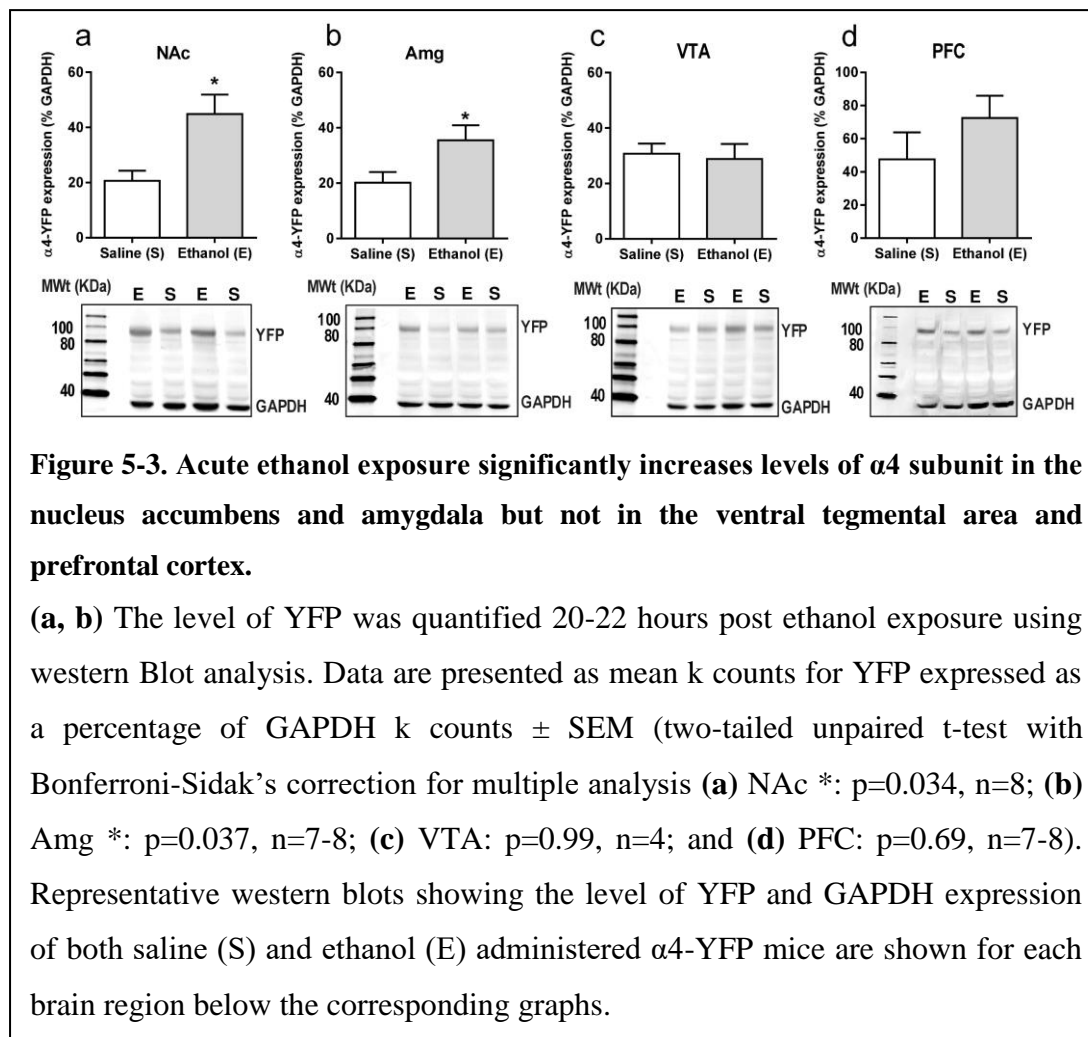 a
NAc
α4-YFP expression (% GAPDH)
60
40
20
0
*
Saline (S) Ethanol (E)
MWt (KDa)
E S E S
100
80
40
YFP
GAPDH
b
Amg
α4-YFP expression (% GAPDH)
60
40
20
0
*
Saline (S) Ethanol (E)
MWt (KDa)
E S E S
100
80
40
YFP
GAPDH
c
VTA
α4-YFP expression (% GAPDH)
60
40
20
0
Saline (S) Ethanol (E)
MWt (KDa)
E S E S
100
80
40
YFP
GAPDH
d
PFC
α4-YFP expression (% GAPDH)
100
80
60
40
20
0
Saline (S) Ethanol (E)
MWt (KDa)
E S E S
100
80
40
YFP
GAPDH
Figure 5-3. Acute ethanol exposure significantly increases levels of α4 subunit in the
nucleus accumbens and amygdala but not in the ventral tegmental area and
prefrontal cortex.
(a, b) The level of YFP was quantified 20-22 hours post ethanol exposure using
western Blot analysis. Data are presented as mean k counts for YFP expressed as
a percentage of GAPDH k counts ± SEM (two-tailed unpaired t-test with
Bonferroni-Sidak’s correction for multiple analysis (a) NAc *: p=0.034, n=8; (b)
Amg *: p=0.037, n=7-8; (c) VTA: p=0.99, n=4; and (d) PFC: p=0.69, n=7-8).
Representative western blots showing the level of YFP and GAPDH expression
of both saline (S) and ethanol (E) administered α4-YFP mice are shown for each
brain region below the corresponding graphs.